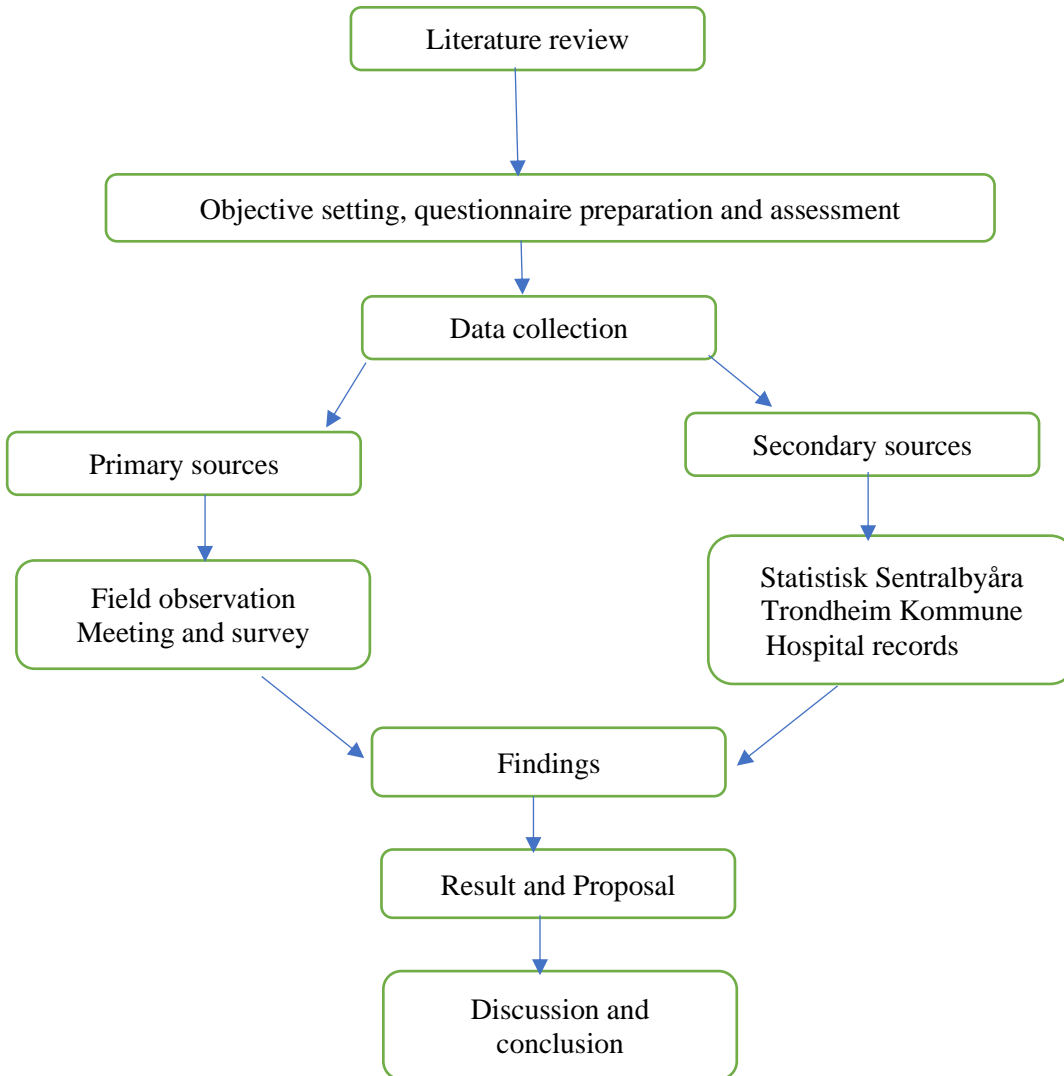 Literature review
Objective setting, questionnaire preparation and assessment
Data collection
Primary sources
Secondary sources
Field observation
Meeting and survey
Statistisk Sentralbyåra
Trondheim Kommune
Hospital records
Findings
Result and Proposal
Discussion and
conclusion